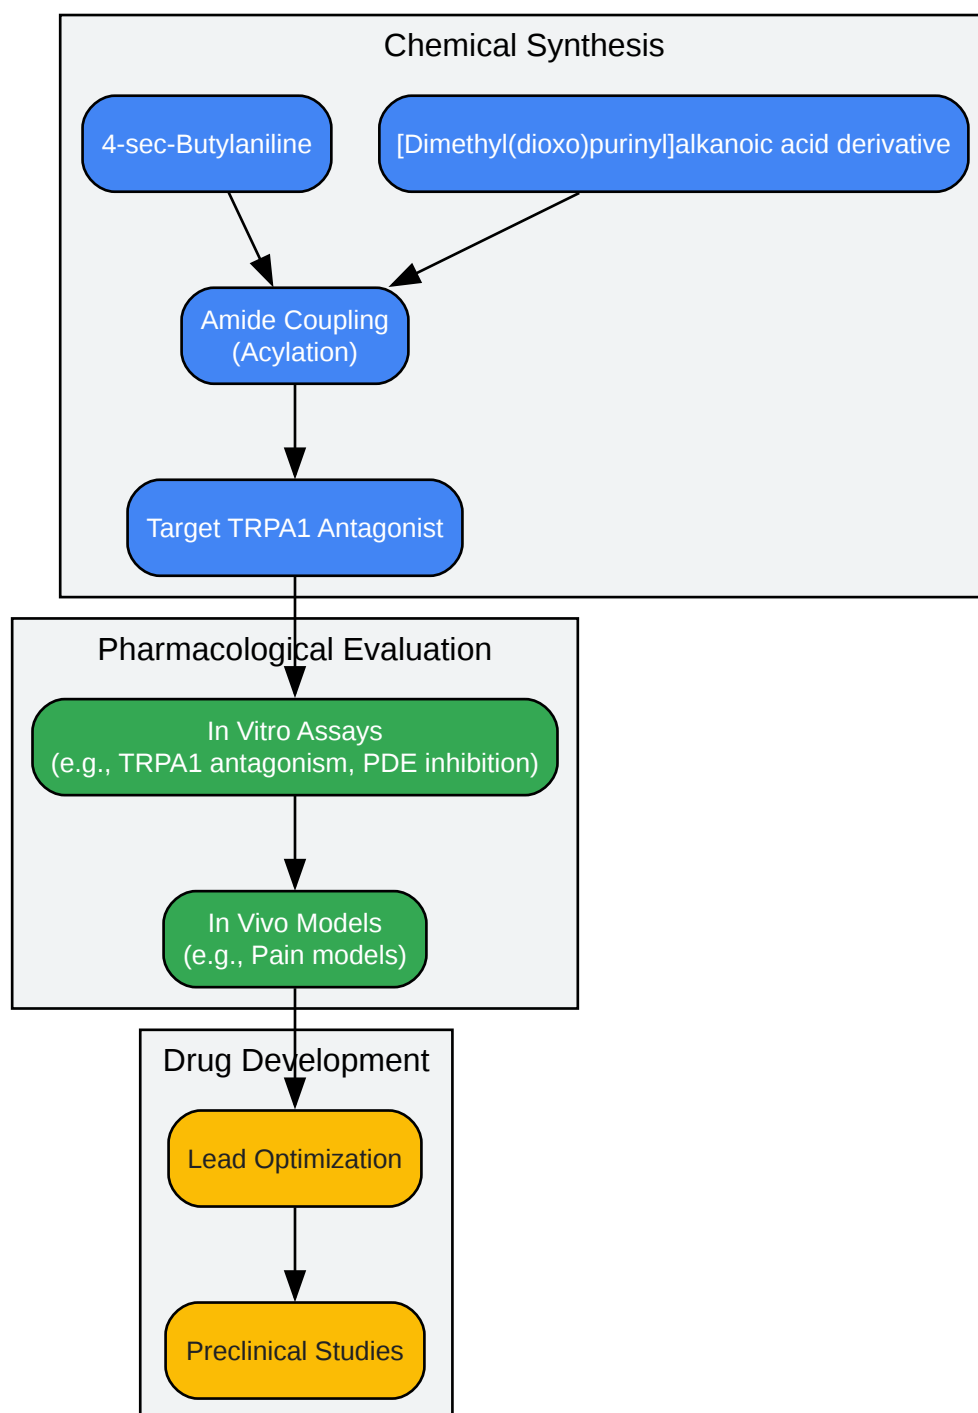 Chemical Synthesis
4-sec-Butylaniline
[Dimethyl(dioxo)purinyl]alkanoic acid derivative
Amide Coupling
(Acylation)
Target TRPA1 Antagonist
Pharmacological Evaluation
In Vitro Assays
(e.g., TRPA1 antagonism, PDE inhibition)
In Vivo Models
(e.g., Pain models)
Drug Development
Lead Optimization
Preclinical Studies